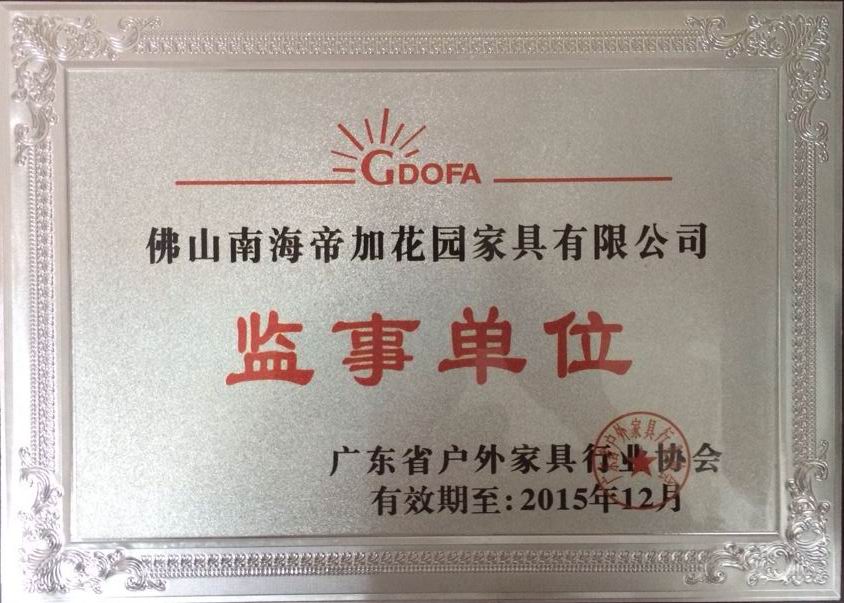 GDOFA
佛山南海帝加花园家具有限公司
监事单位
广东省户外家具行业协会
有效期至:2015年12月